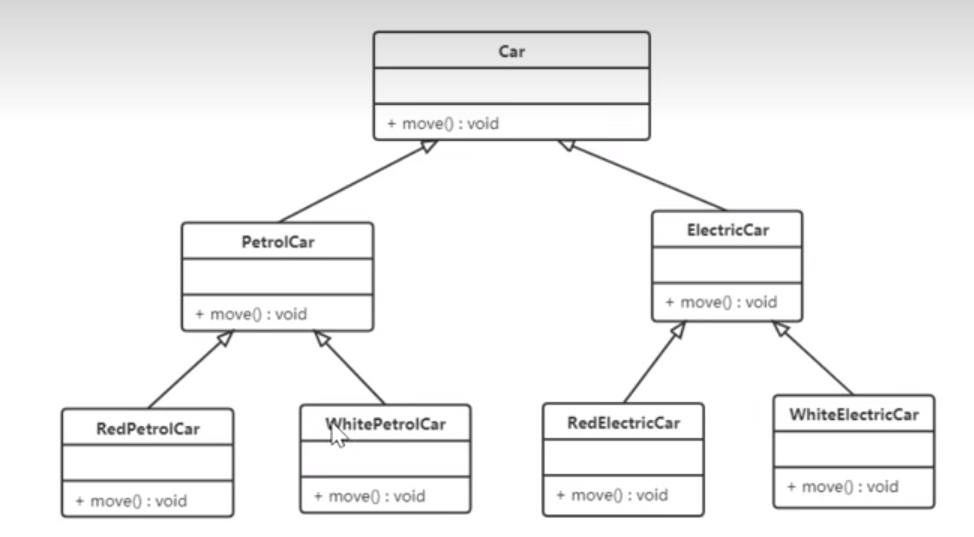 Car
+ move() : void
PetrolCar
+ move() : void
ElectricCar
+ move() : void
RedPetrolCar
+ move() : void
WhitePetrolCar
+ move() : void
RedElectricCar
+ move() : void
WhiteElectricCar
+ move() : void